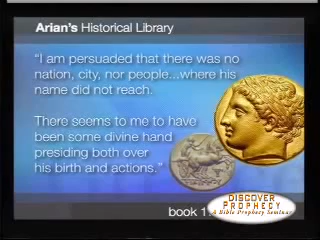 Arian's Historical Library
"I am persuaded that there was no
nation, city, nor people...where his
name did not reach.
There seems to me to have
been some divine hand
presiding both over
his birth and actions."
book 1
DISCOVER
PROPHECY
A Bible Prophecy Seminar